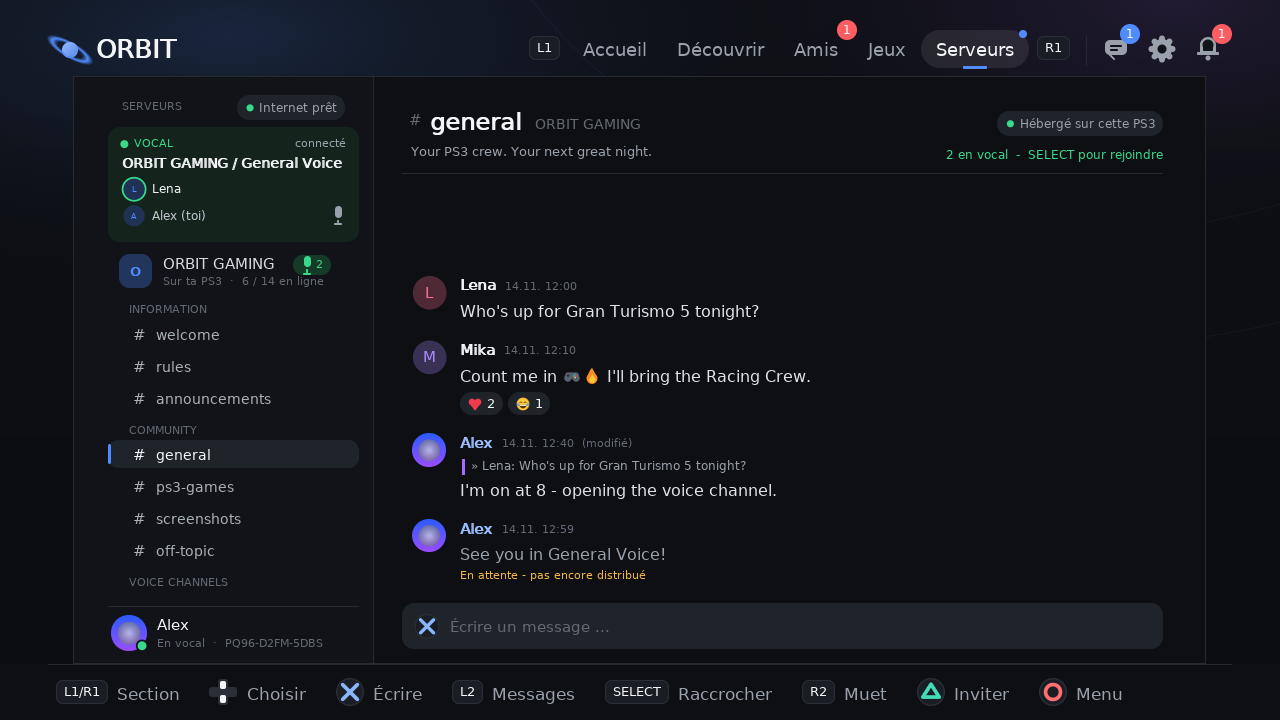 ORBIT
L1 Accueil Découvrir Amis 1 Jeux Serveurs R1 1 1
SERVEURS Internet prêt
VOCAL connecté
ORBIT GAMING / General Voice
L Lena
A Alex (toi)
O ORBIT GAMING 2
Sur ta PS3 · 6 / 14 en ligne
INFORMATION
# welcome
# rules
# announcements
COMMUNITY
# general
# ps3-games
# screenshots
# off-topic
VOICE CHANNELS
Alex
En vocal · PQ96-D2FM-5DBS
# general ORBIT GAMING Hébergé sur cette PS3
Your PS3 crew. Your next great night. 2 en vocal - SELECT pour rejoindre
L Lena 14.11. 12:00
Who's up for Gran Turismo 5 tonight?
M Mika 14.11. 12:10
Count me in 🎮🔥 I'll bring the Racing Crew.
❤️ 2 😄 1
Alex 14.11. 12:40 (modifié)
» Lena: Who's up for Gran Turismo 5 tonight?
I'm on at 8 - opening the voice channel.
Alex 14.11. 12:59
See you in General Voice!
En attente - pas encore distribué
Écrire un message ...
L1/R1 Section Choisir Écrire L2 Messages SELECT Raccrocher R2 Muet Inviter Menu